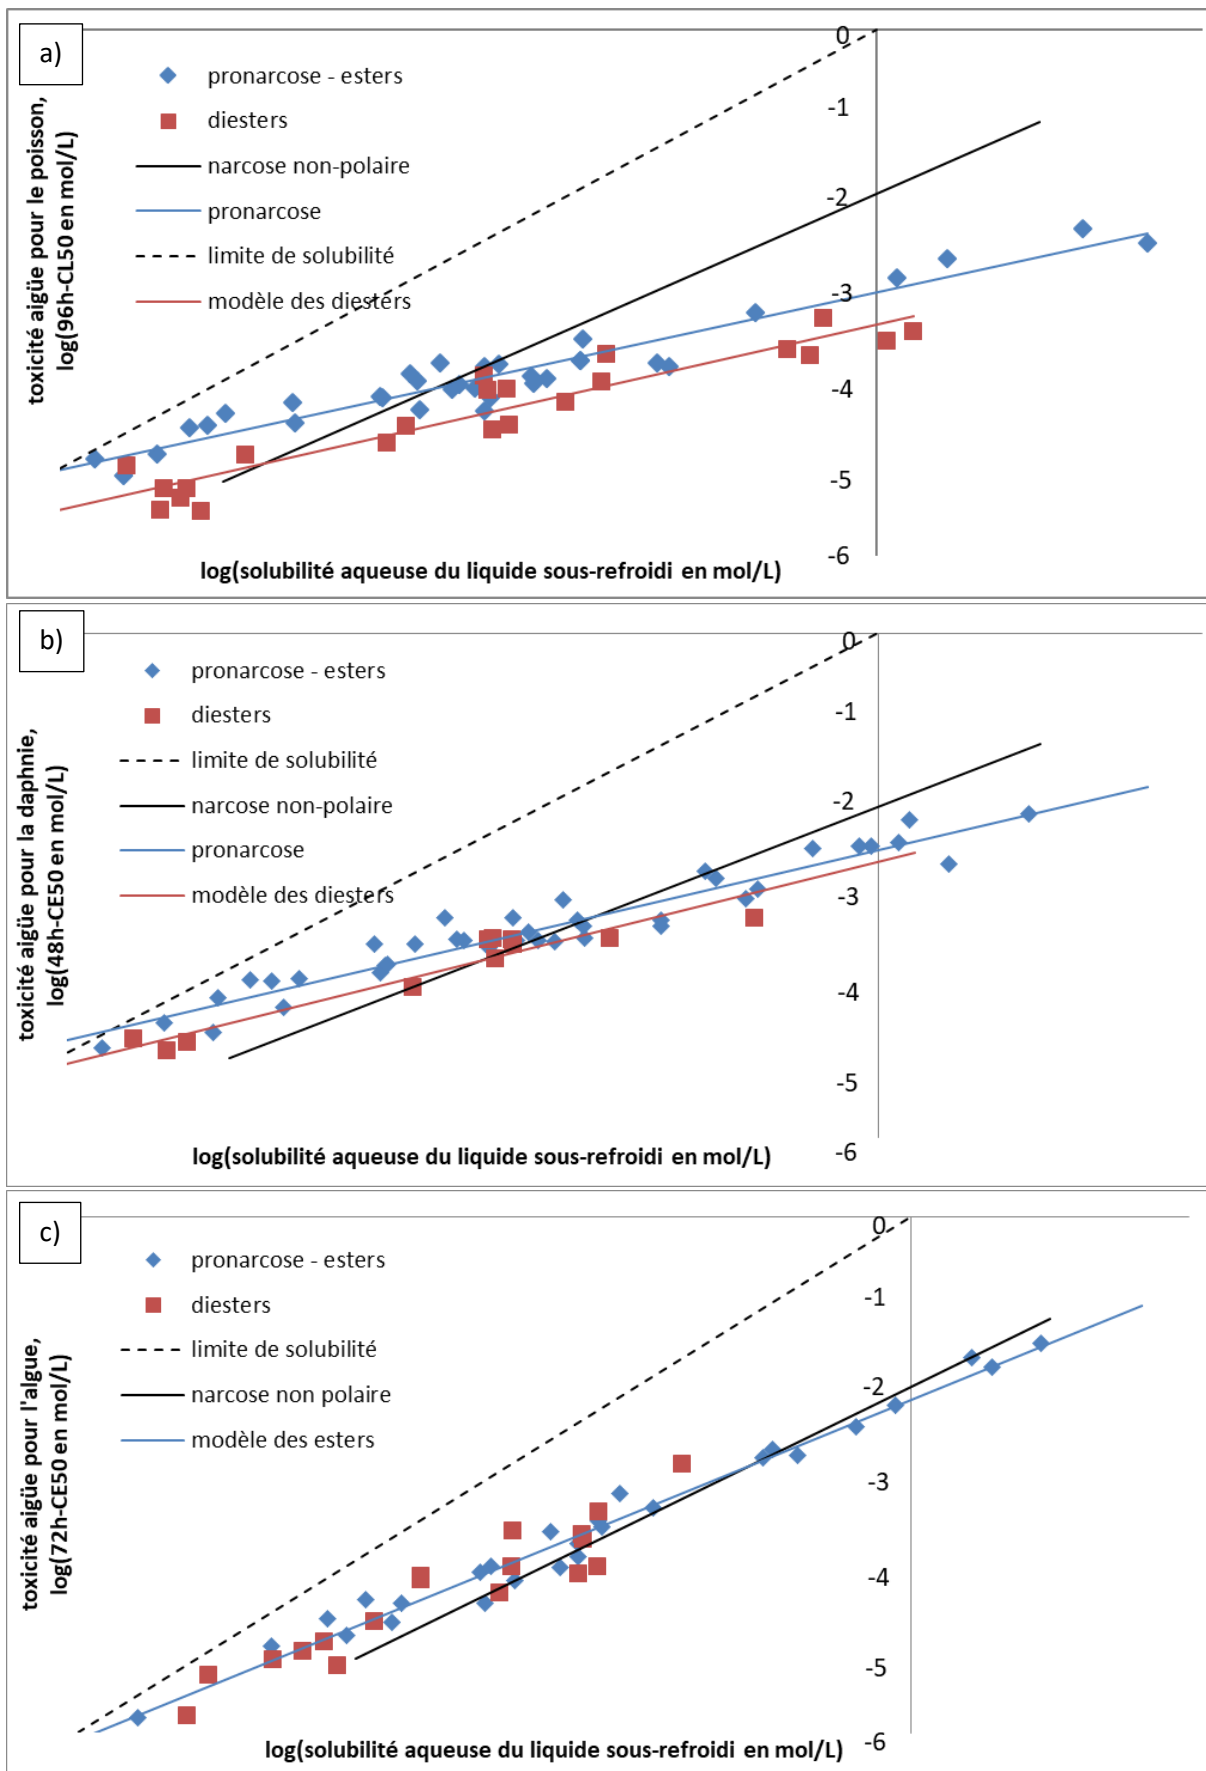 a)
toxicité aigüe pour le poisson,
log(96h-CL50 en mol/L)
pronarcose - esters
diesters
narcose non-polaire
pronarcose
limite de solubilité
modèle des diesters
0
-1
-2
-3
-4
-5
-6
log(solubilité aqueuse du liquide sous-refroidi en mol/L)
b)
toxicité aigüe pour la daphnie,
log(48h-CE50 en mol/L)
pronarcose - esters
diesters
limite de solubilité
narcose non-polaire
pronarcose
modèle des diesters
0
-1
-2
-3
-4
-5
-6
log(solubilité aqueuse du liquide sous-refroidi en mol/L)
c)
toxicité aigüe pour l'algue,
log(72h-CE50 en mol/L)
pronarcose - esters
diesters
limite de solubilité
narcose non polaire
modèle des esters
0
-1
-2
-3
-4
-5
-6
log(solubilité aqueuse du liquide sous-refroidi en mol/L)